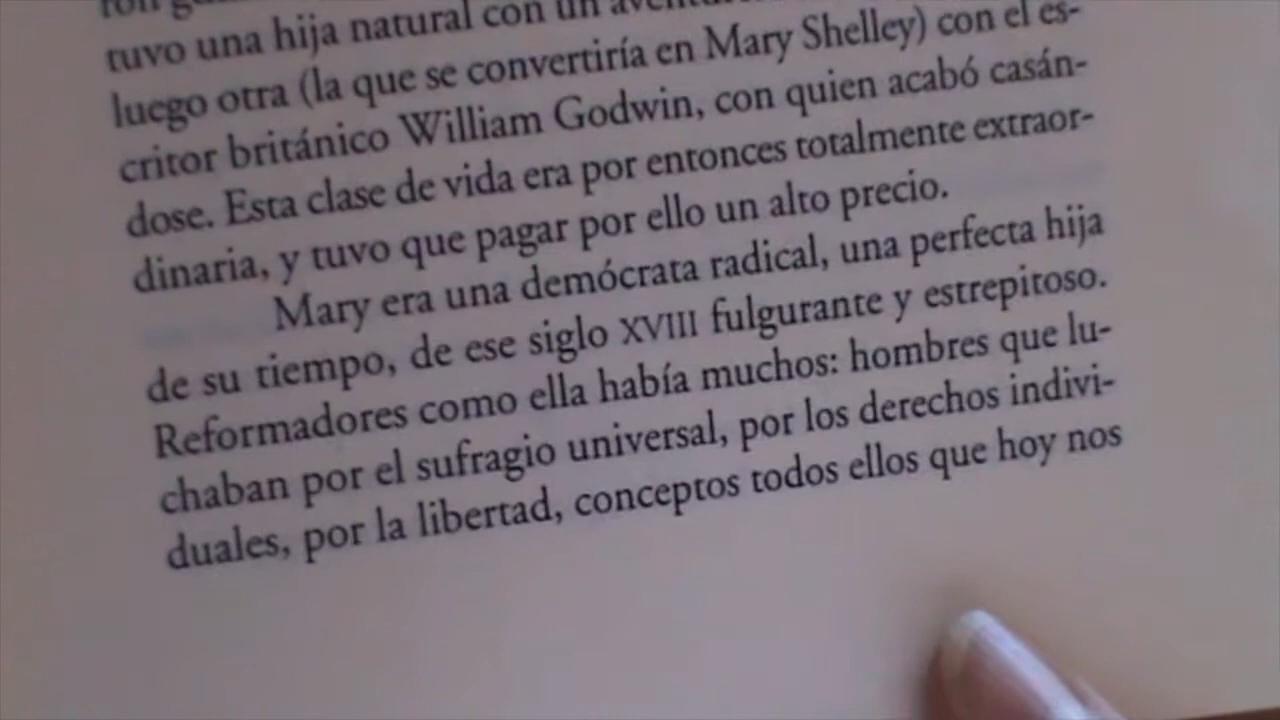 tuvo una hija natural con un
luego otra (la que se convertiría en Mary Shelley) con el es-
critor británico William Godwin, con quien acabó casán-
dose. Esta clase de vida era por entonces totalmente extraor-
dinaria, y tuvo que pagar por ello un alto precio.
Mary era una demócrata radical, una perfecta hija
de su tiempo, de ese siglo XVIII fulgurante y estrepitoso.
Reformadores como ella había muchos: hombres que lu-
chaban por el sufragio universal, por los derechos indivi-
duales, por la libertad, conceptos todos ellos que hoy nos